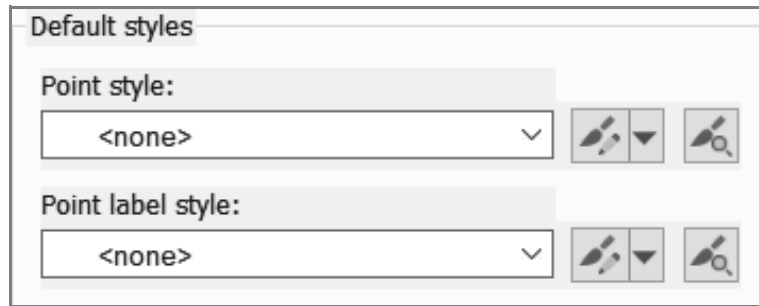 Default styles
Point style:
<none>
Point label style:
<none>